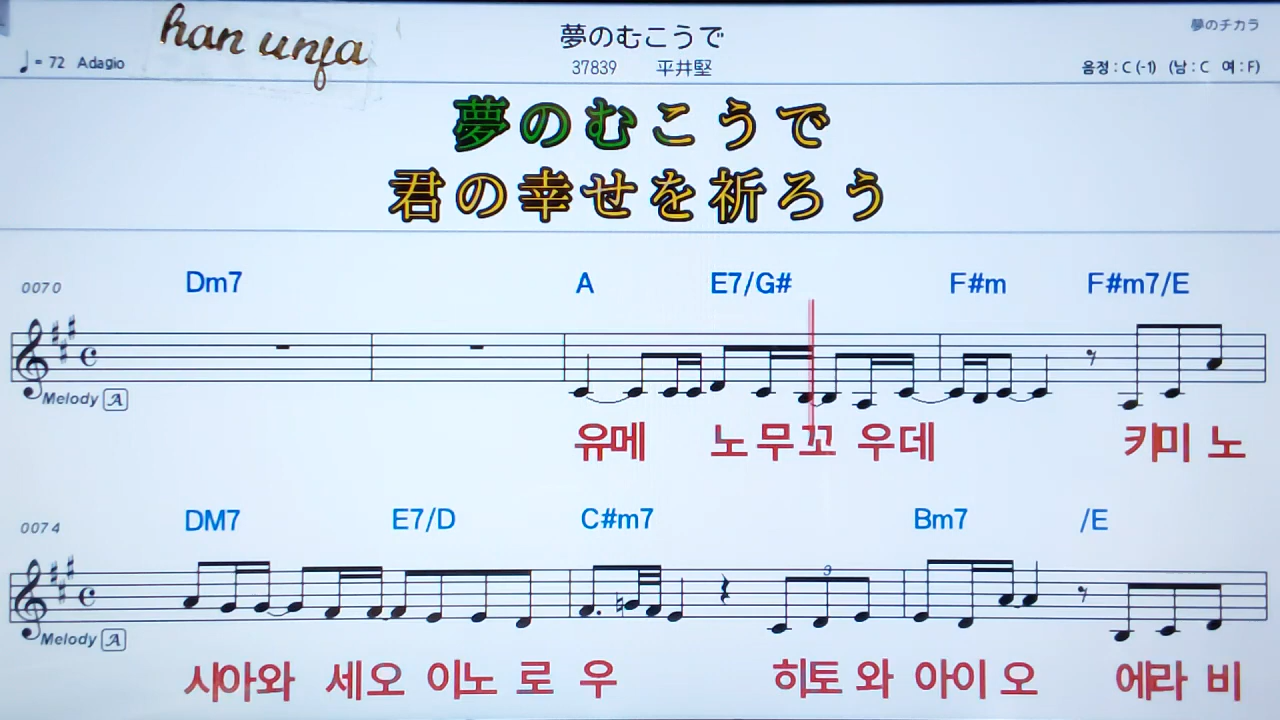 han unfa
夢のむこうで
夢のチカラ
♩= 72 Adagio
37839 平井堅
음정 : C (-1) (남 : C 여 : F)
夢のむこうで
君の幸せを祈ろう
0070
Dm7 A E7/G# F#m F#m7/E
Melody A
유메 노 무 꼬 우 데 키미 노
0074
DM7 E7/D C#m7 Bm7 /E
3
Melody A
시아와 세 오 이노 로 우 히토 와 아이 오 에라 비